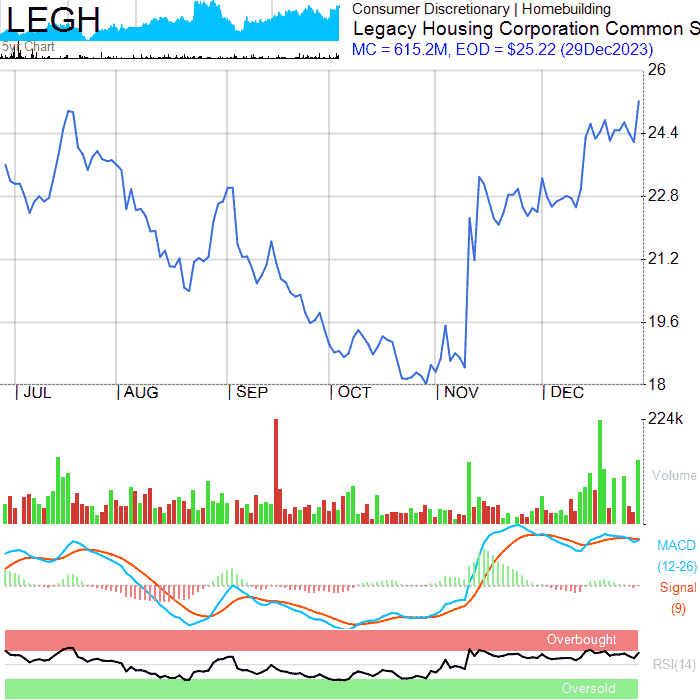 LEGH
5yr Chart
Consumer Discretionary | Homebuilding
Legacy Housing Corporation Common S
MC = 615.2M, EOD = $25.22 (29Dec2023)
26
24.4
22.8
21.2
19.6
18
| JUL | AUG | SEP | OCT | NOV | DEC
224k
Volume
MACD
(12-26)
Signal
(9)
Overbought
RSI(14)
Oversold